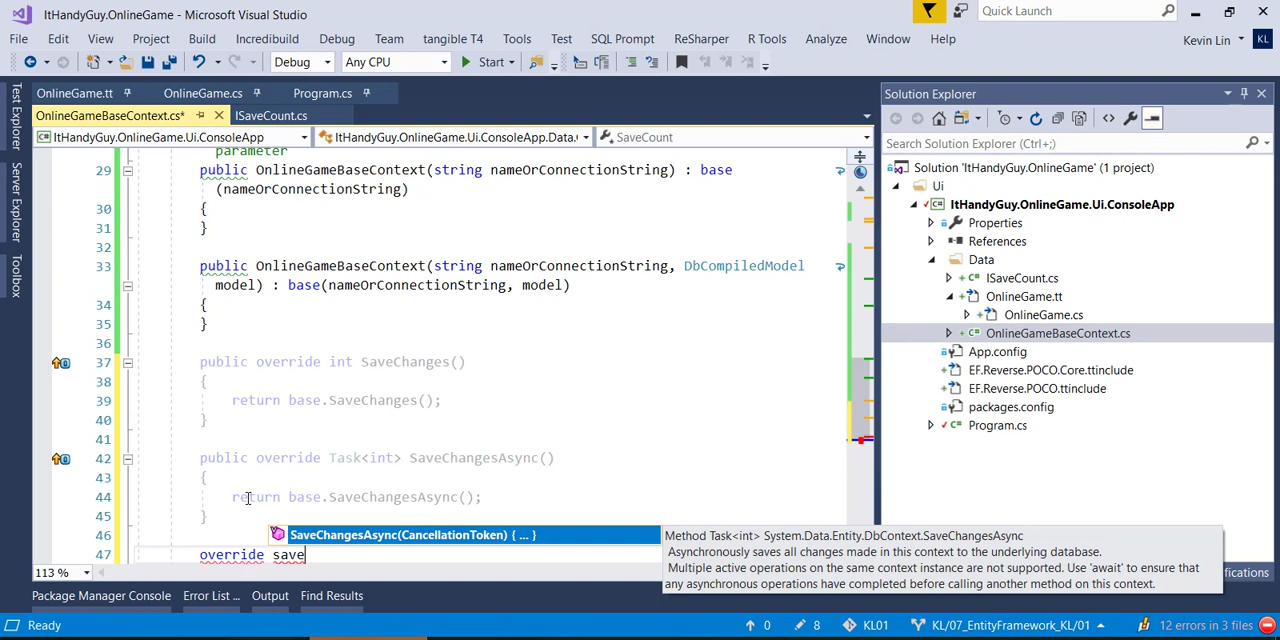 ItHandyGuy.OnlineGame - Microsoft Visual Studio
Quick Launch
File Edit View Project Build Incredibuild Debug Team tangible T4 Tools Test SQL Prompt ReSharper R Tools Analyze Window Help
Kevin Lin KL
Debug Any CPU Start
Test Explorer
Server Explorer
Toolbox
OnlineGame.tt OnlineGame.cs Program.cs
OnlineGameBaseContext.cs* ISaveCount.cs
ItHandyGuy.OnlineGame.Ui.ConsoleApp ItHandyGuy.OnlineGame.Ui.ConsoleApp.Data. SaveCount
parameter
29 public OnlineGameBaseContext(string nameOrConnectionString) : base
(nameOrConnectionString)
30 {
31 }
32
33 public OnlineGameBaseContext(string nameOrConnectionString, DbCompiledModel
model) : base(nameOrConnectionString, model)
34 {
35 }
36
37 public override int SaveChanges()
38 {
39 return base.SaveChanges();
40 }
41
42 public override Task<int> SaveChangesAsync()
43 {
44 return base.SaveChangesAsync();
45 }
46
SaveChangesAsync(CancellationToken) { ... }
47 override save
Method Task<int> System.Data.Entity.DbContext.SaveChangesAsync
Asynchronously saves all changes made in this context to the underlying database.
Multiple active operations on the same context instance are not supported. Use 'await' to ensure that
any asynchronous operations have completed before calling another method on this context.
113 %
Solution Explorer
Search Solution Explorer (Ctrl+;)
Solution 'ItHandyGuy.OnlineGame' (1 project)
Ui
ItHandyGuy.OnlineGame.Ui.ConsoleApp
Properties
References
Data
ISaveCount.cs
OnlineGame.tt
OnlineGame.cs
OnlineGameBaseContext.cs
App.config
EF.Reverse.POCO.Core.ttinclude
EF.Reverse.POCO.ttinclude
packages.config
Program.cs
ifications
Package Manager Console Error List ... Output Find Results
Ready 0 8 KL01 KL/07_EntityFramework_KL/01 12 errors in 3 files